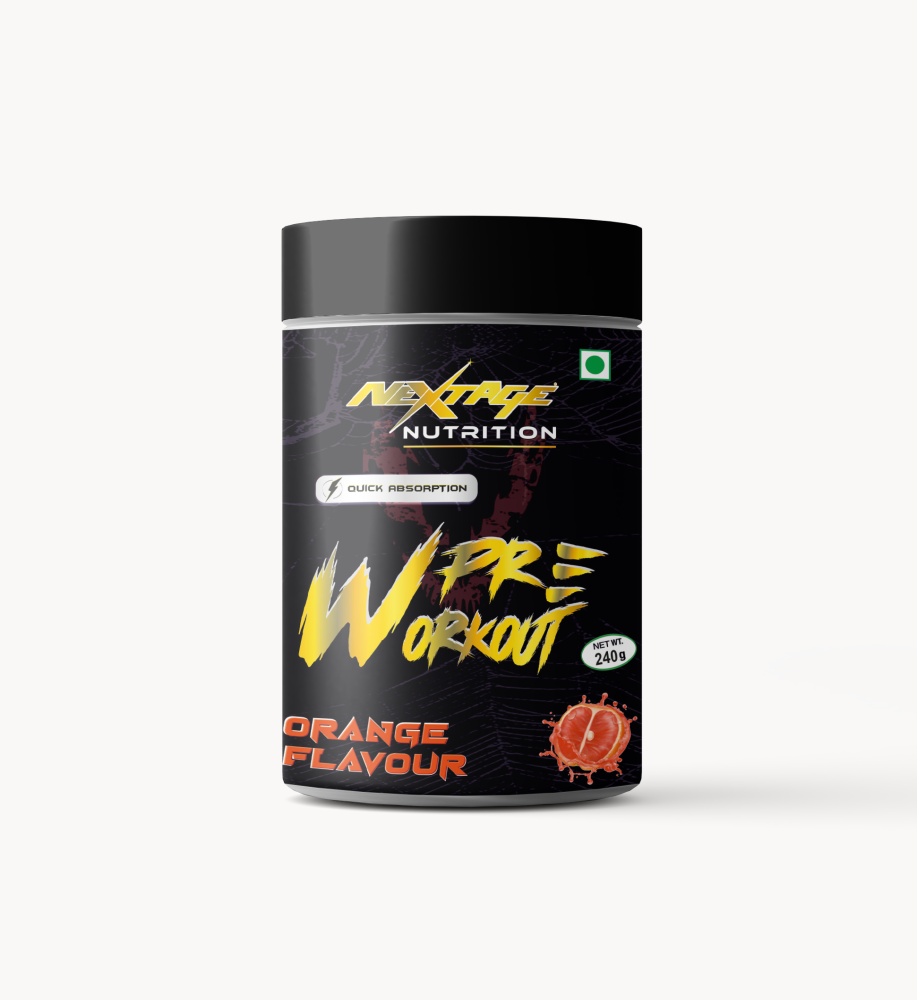 NEXTAGE
NUTRITION
QUICK ABSORPTION
PRE
WORKOUT
NET WT.
240g
ORANGE
FLAVOUR